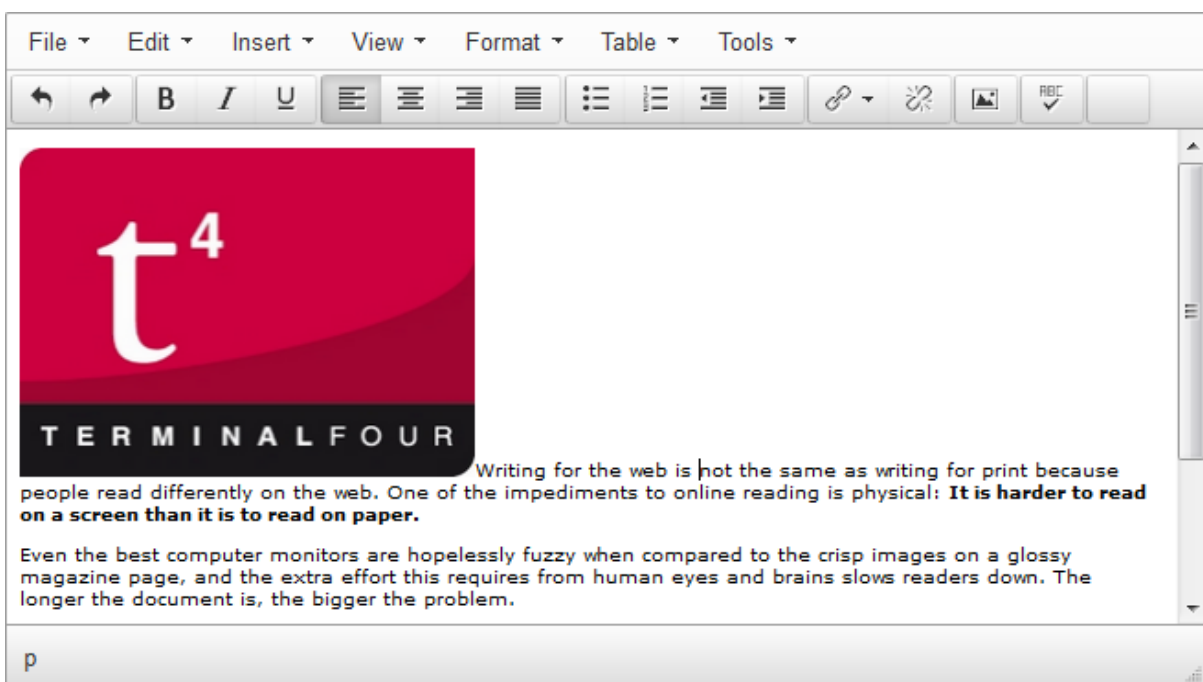 File Edit Insert View Format Table Tools
B I U ABC
t4
TERMINALFOUR
Writing for the web is not the same as writing for print because
people read differently on the web. One of the impediments to online reading is physical: It is harder to read
on a screen than it is to read on paper.
Even the best computer monitors are hopelessly fuzzy when compared to the crisp images on a glossy
magazine page, and the extra effort this requires from human eyes and brains slows readers down. The
longer the document is, the bigger the problem.
p